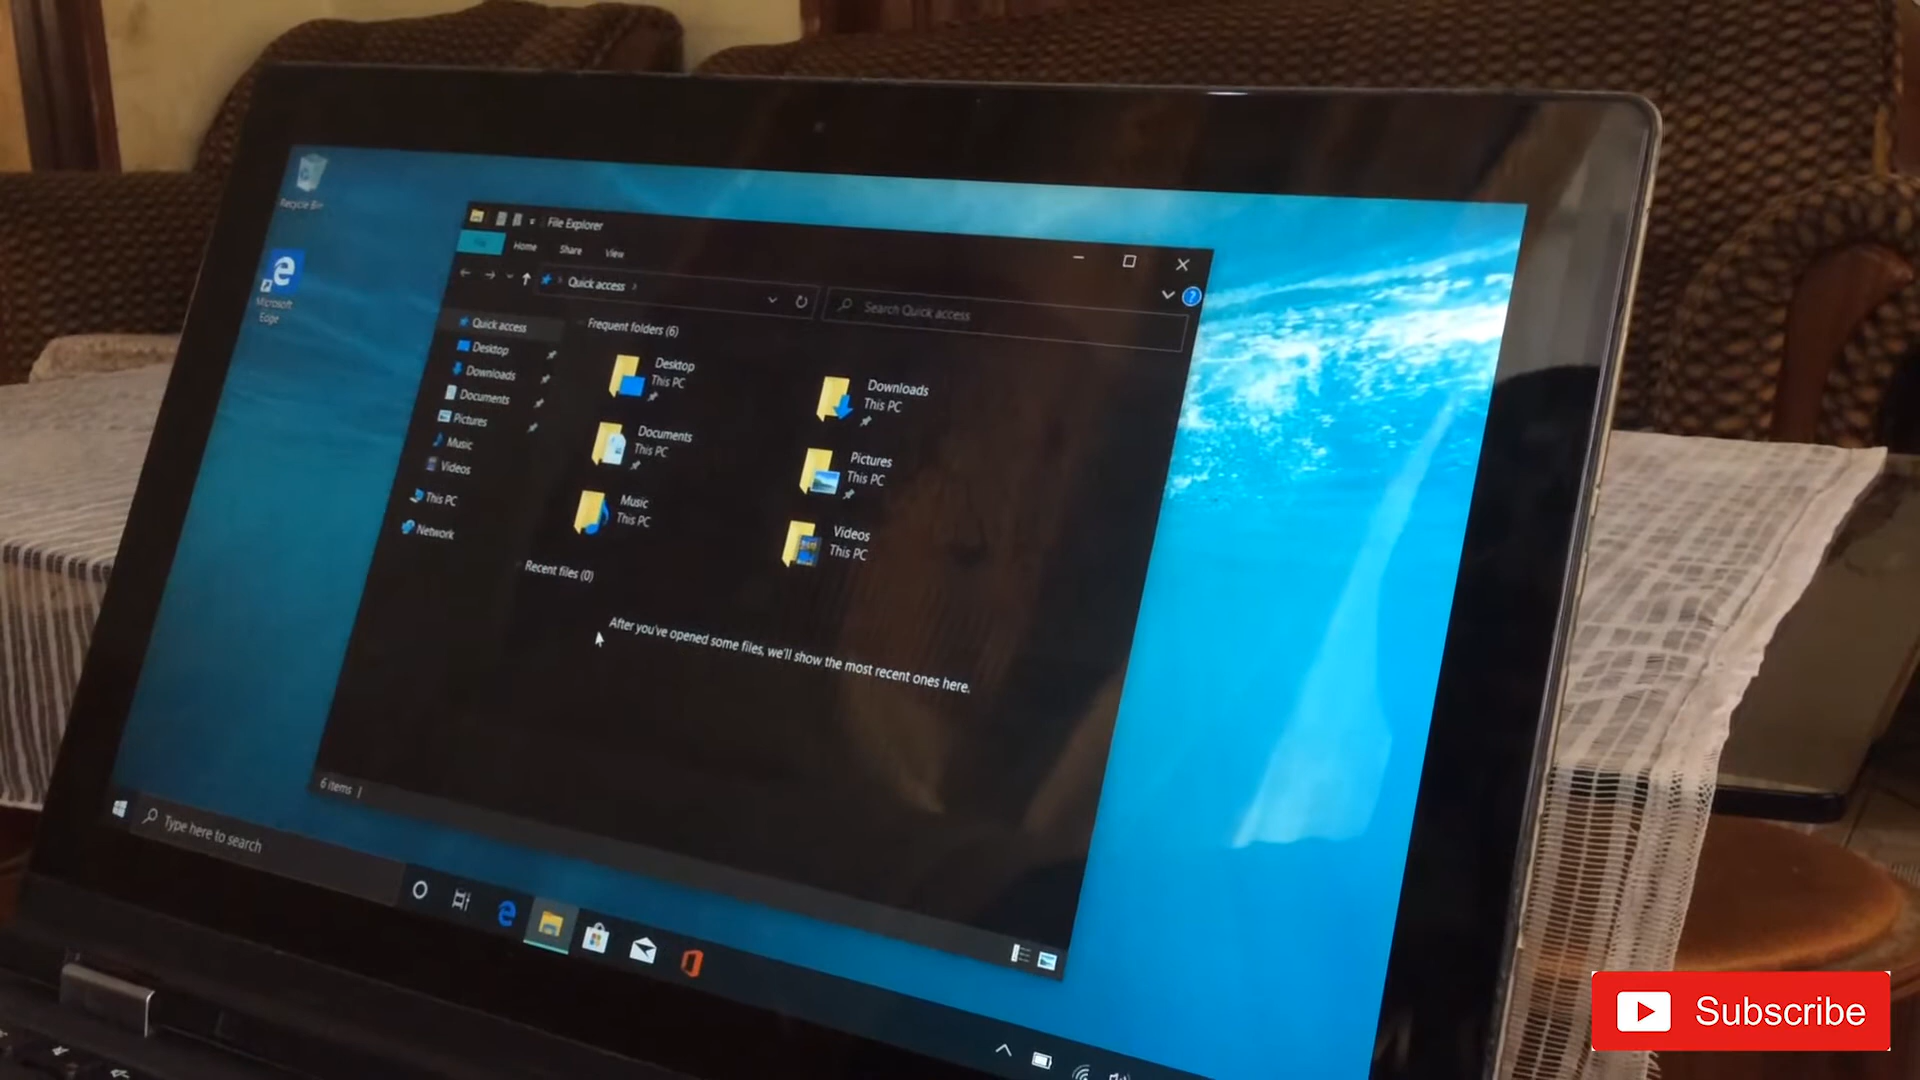 Recycle Bin
Microsoft
Edge
File Explorer
File
Home
Share
View
Quick access
Search Quick access
Quick access
Desktop
Downloads
Documents
Pictures
Music
Videos
This PC
Network
Frequent folders (6)
Desktop
This PC
Downloads
This PC
Documents
This PC
Pictures
This PC
Music
This PC
Videos
This PC
Recent files (0)
After you've opened some files, we'll show the most recent ones here.
6 items
Type here to search
Subscribe